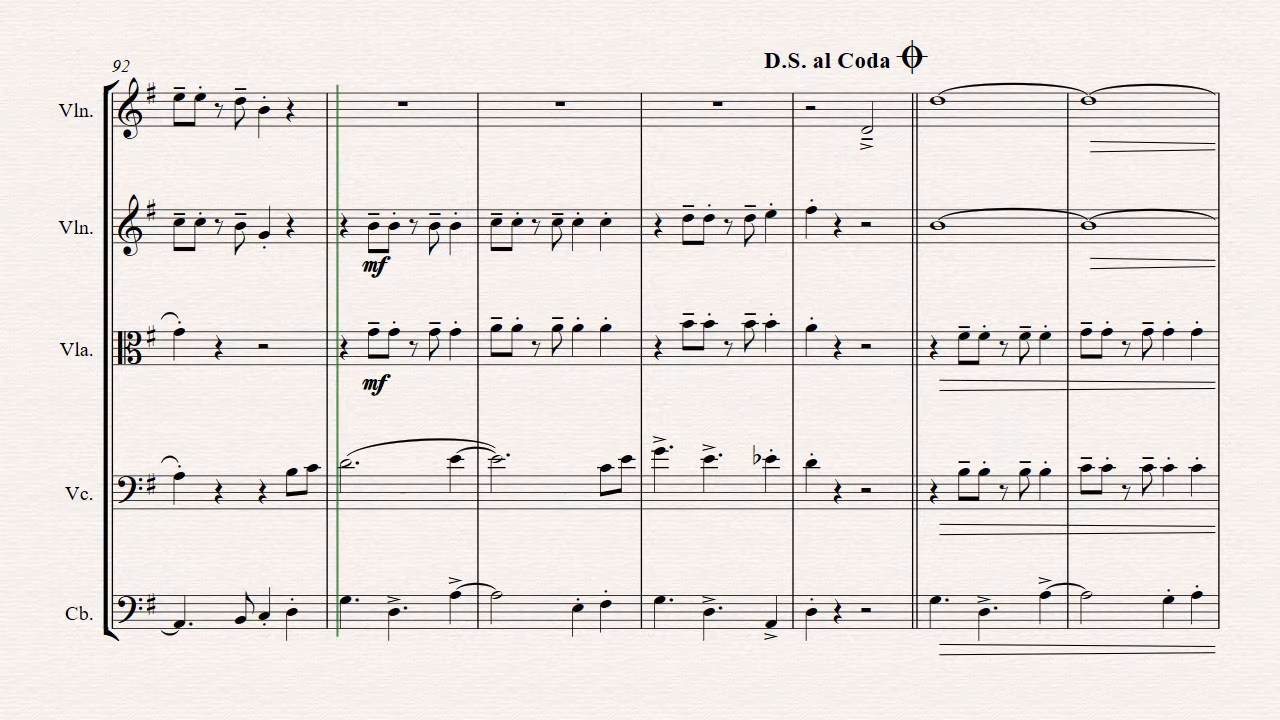 D.S. al Coda
92
Vln.
Vln.
mf
Vla.
mf
Vc.
Cb.